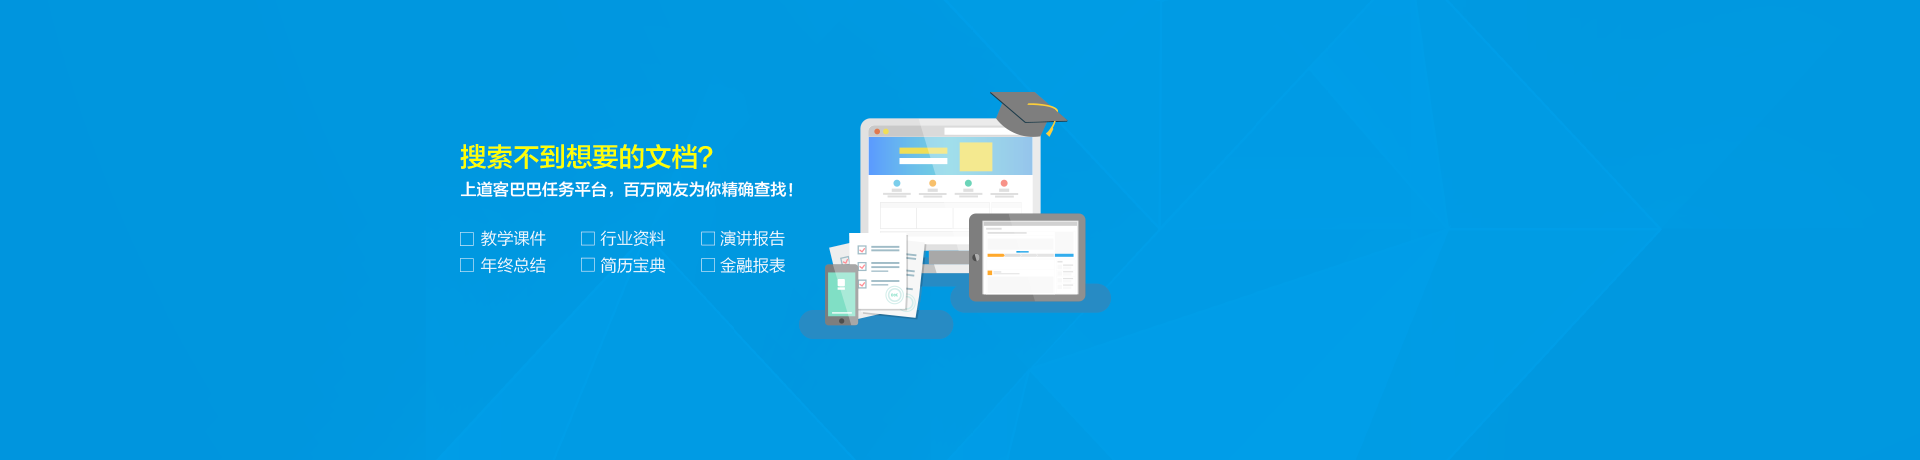 搜索不到想要的文档?
上道客巴巴任务平台，百万网友为你精确查找!
教学课件 行业资料 演讲报告
年终总结 简历宝典 金融报表